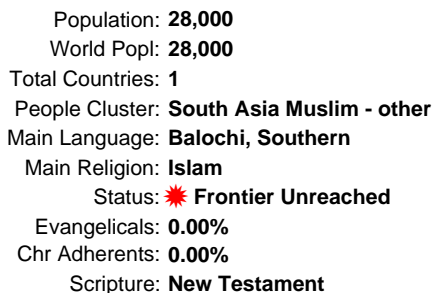 Population: 28,000
World Popl: 28,000
Total Countries: 1
People Cluster: South Asia Muslim - other
Main Language: Balochi, Southern
Main Religion: Islam
Status: Frontier Unreached
Evangelicals: 0.00%
Chr Adherents: 0.00%
Scripture: New Testament